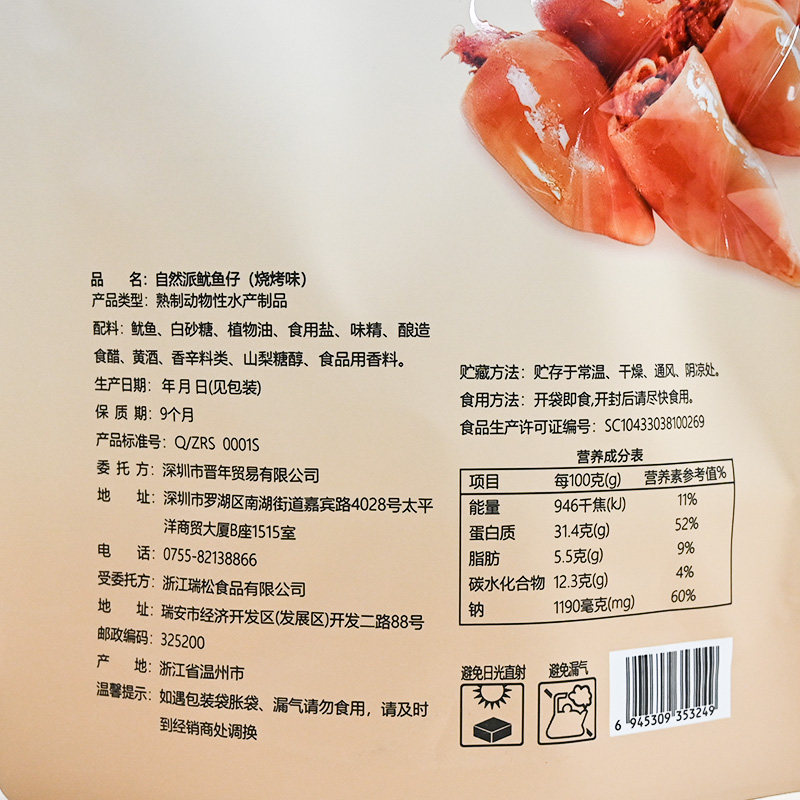 品 名：自然派鱿鱼仔（烧烤味）
产品类型：熟制动物性水产制品
配料：鱿鱼、白砂糖、植物油、食用盐、味精、酿造
食醋、黄酒、香辛料类、山梨糖醇、食品用香料。
生产日期：年 月 日(见包装)
保 质 期：9个月
产品标准号：Q/ZRS 0001S
委 托 方：深圳市晋年贸易有限公司
地 址：深圳市罗湖区南湖街道嘉宾路4028号太平
洋商贸大厦B座1515室
电 话：0755-82138866
受委托方：浙江瑞松食品有限公司
地 址：瑞安市经济开发区(发展区)开发二路88号
邮政编码：325200
产 地：浙江省温州市
温馨提示：如遇包装袋胀袋、漏气请勿食用，请及时
到经销商处调换
贮藏方法：贮存于常温、干燥、通风、阴凉处。
食用方法：开袋即食,开封后请尽快食用。
食品生产许可证编号：SC10433038100269
营养成分表
项目 每100克(g) 营养素参考值%
能量 946千焦(kJ) 11%
蛋白质 31.4克(g) 52%
脂肪 5.5克(g) 9%
碳水化合物 12.3克(g) 4%
钠 1190毫克(mg) 60%
避免日光直射 避免漏气
6 945309 353249